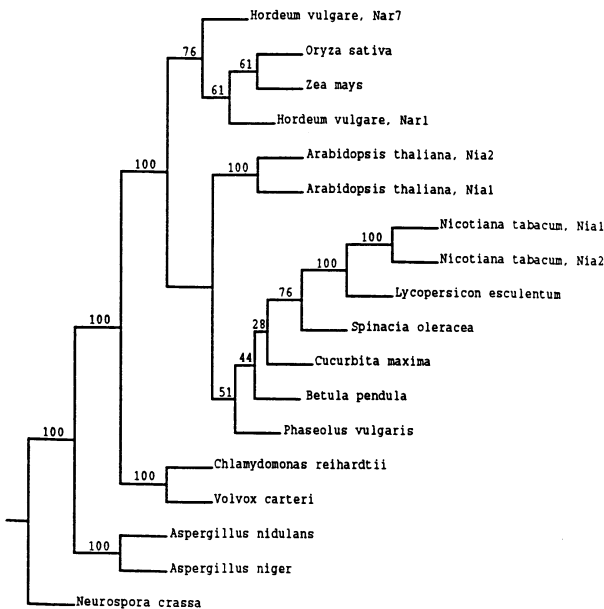 Hordeum vulgare, Nar7
76
Oryza sativa
61
Zea mays
61
Hordeum vulgare, Nar1
Arabidopsis thaliana, Nia2
100
100
Arabidopsis thaliana, Nia1
Nicotiana tabacum, Nia1
100
Nicotiana tabacum, Nia2
100
Lycopersicon esculentum
76
Spinacia oleracea
100
28
Cucurbita maxima
44
Betula pendula
51
Phaseolus vulgaris
100
Chlamydomonas reihardtii
100
Volvox carteri
Aspergillus nidulans
100
Aspergillus niger
Neurospora crassa